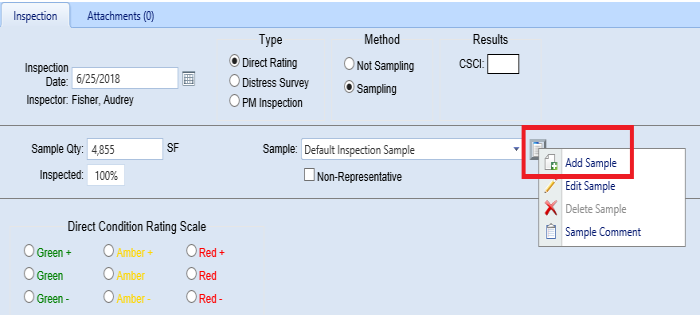 Inspection Attachments (0)
Type Method Results
Inspection Date: 6/25/2018
Direct Rating Not Sampling CSCI:
Distress Survey Sampling
Inspector: Fisher, Audrey PM Inspection
Sample Qty: 4,855 SF Sample: Default Inspection Sample
Inspected: 100% Non-Representative
Add Sample
Edit Sample
Delete Sample
Sample Comment
Direct Condition Rating Scale
Green + Amber + Red +
Green Amber Red
Green - Amber - Red -